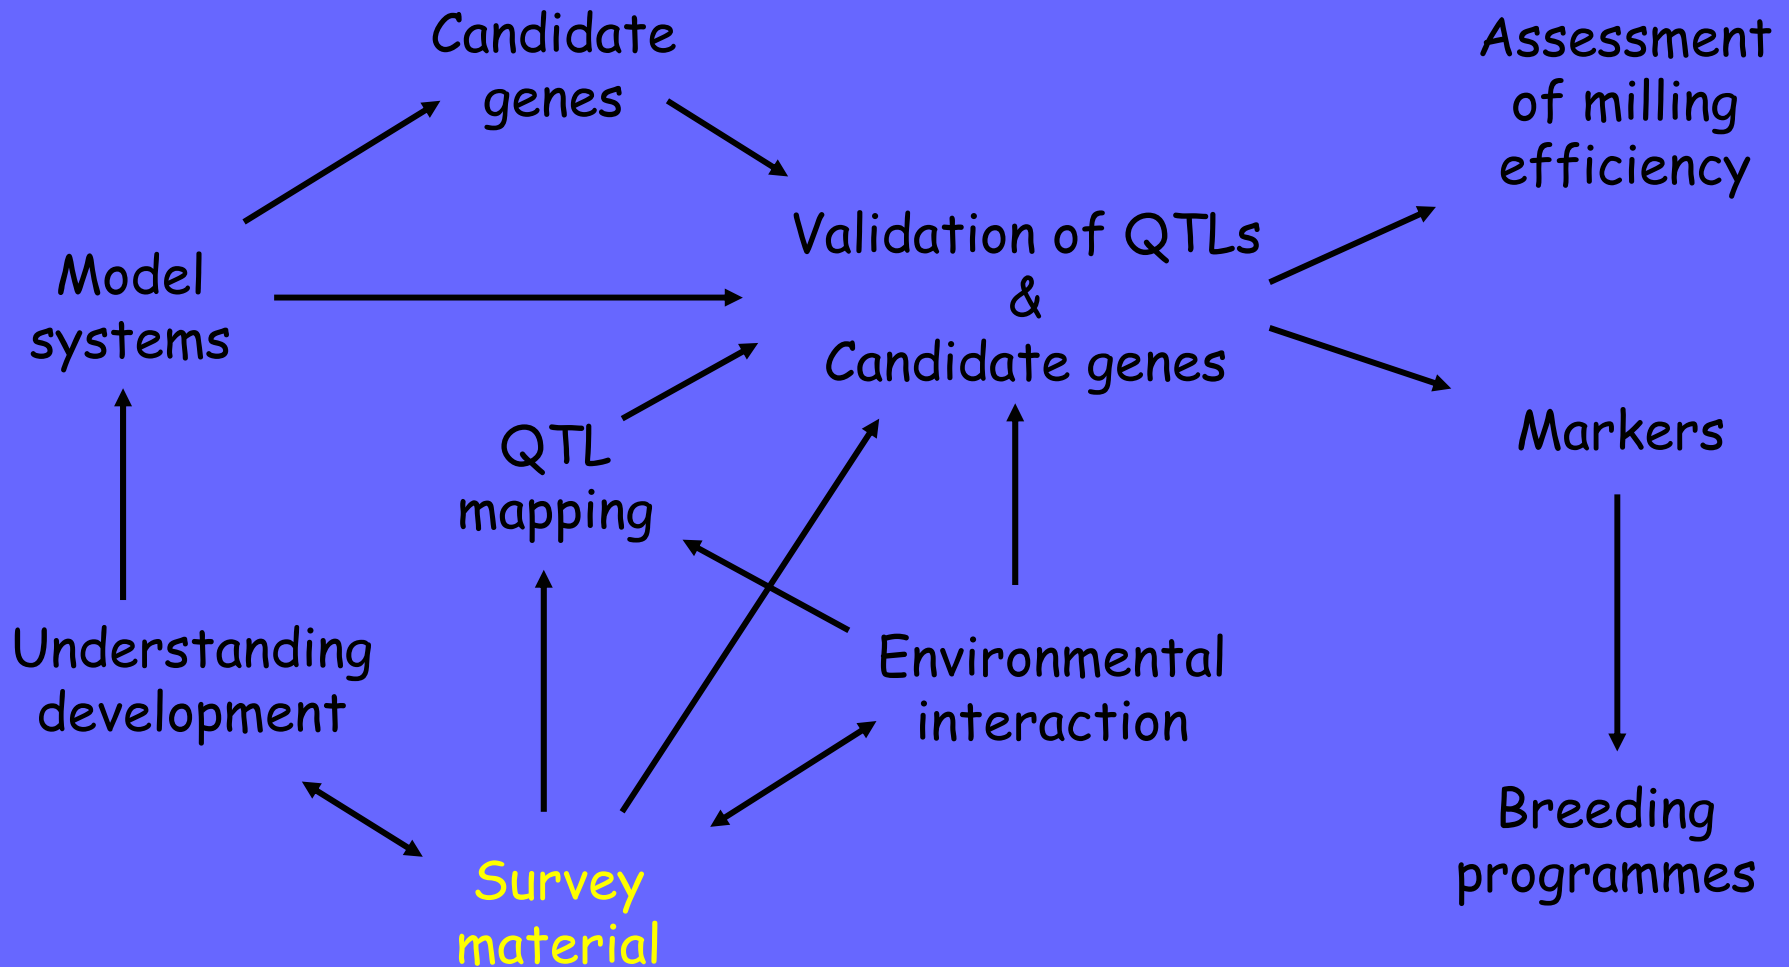 Candidate
genes
Assessment
of milling
efficiency
Validation of QTLs
&
Candidate genes
Model
systems
QTL
mapping
Markers
Understanding
development
Environmental
interaction
Breeding
programmes
Survey
material